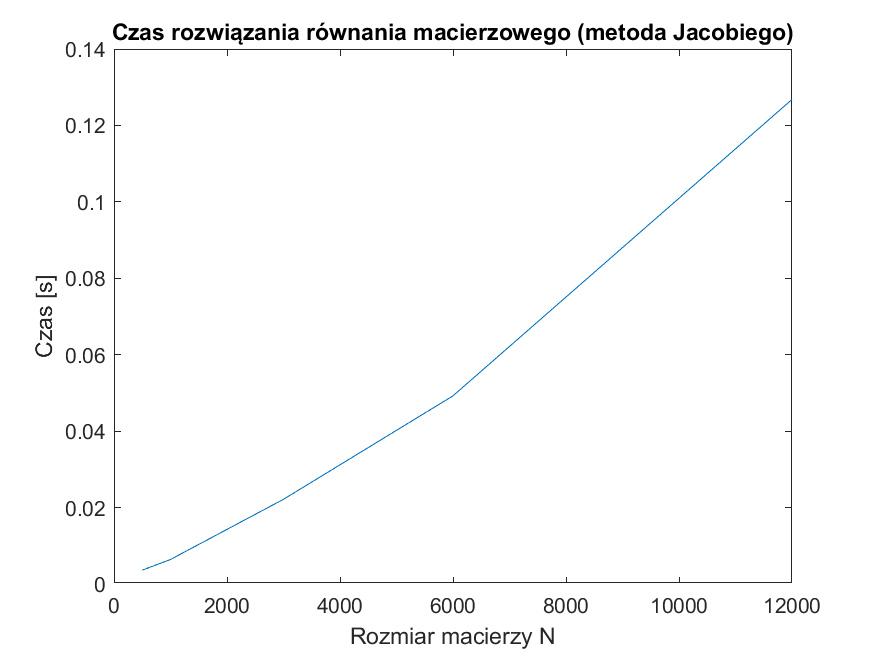 Czas rozwiązania równania macierzowego (metoda Jacobiego)
0.14
0.12
0.1
0.08
0.06
0.04
0.02
0
Czas [s]
0 2000 4000 6000 8000 10000 12000
Rozmiar macierzy N